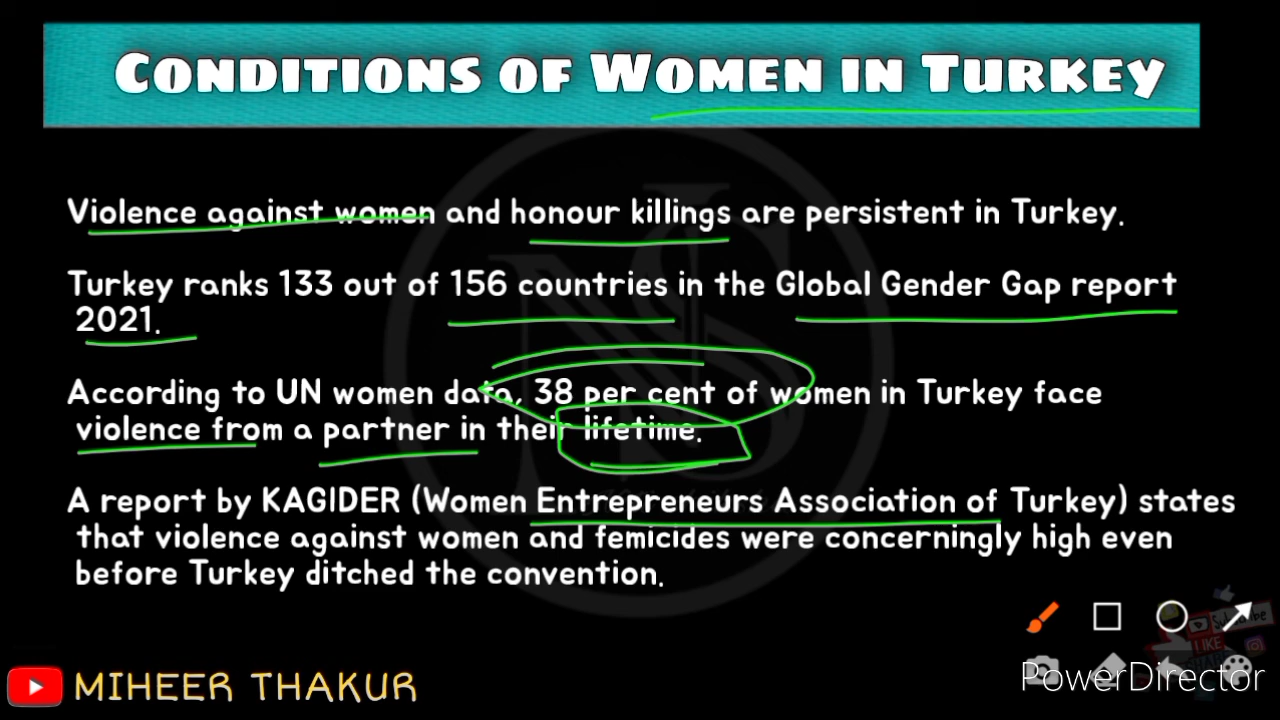 CONDITIONS OF WOMEN IN TURKEY
Violence against women and honour killings are persistent in Turkey.
Turkey ranks 133 out of 156 countries in the Global Gender Gap report
2021.
According to UN women data, 38 per cent of women in Turkey face
violence from a partner in their lifetime.
A report by KAGIDER (Women Entrepreneurs Association of Turkey) states
that violence against women and femicides were concerningly high even
before Turkey ditched the convention.
Subscribe
LIKE
MIHEER THAKUR
PowerDirector